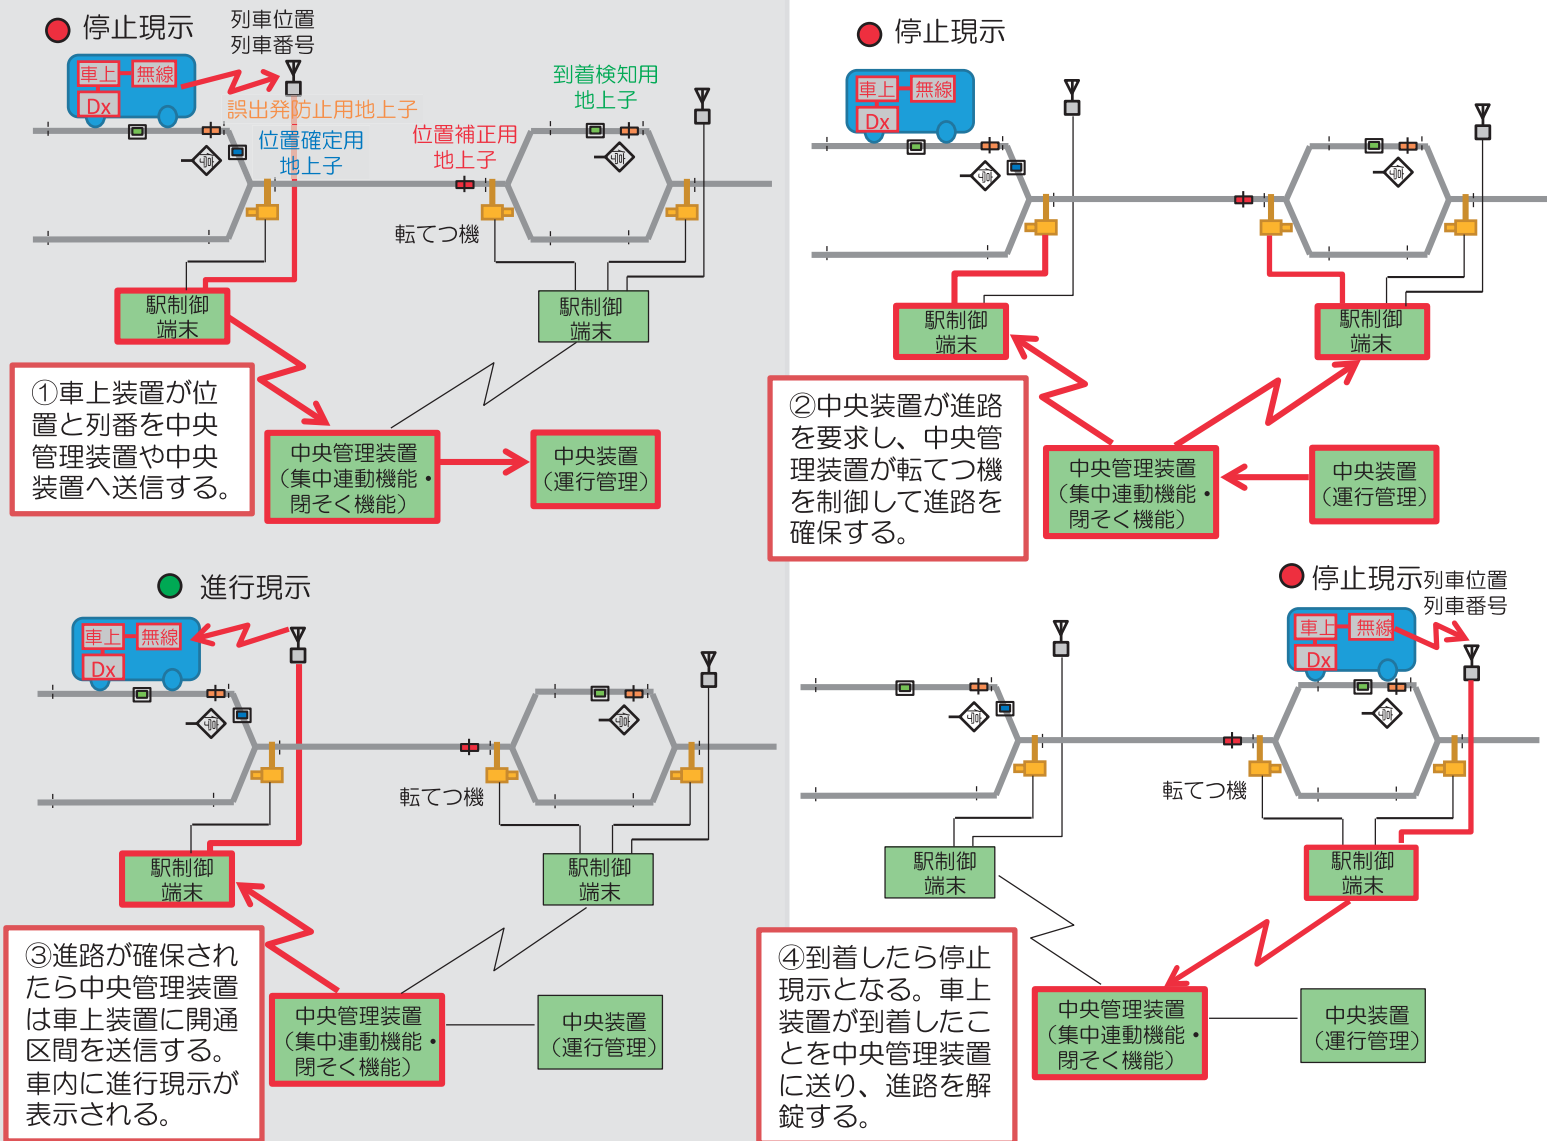 停止現示
列車位置
列車番号
車上
無線
Dx
誤出発防止用地上子
位置確定用
地上子
位置補正用
地上子
到着検知用
地上子
転てつ機
駅制御
端末
駅制御
端末
①車上装置が位
置と列番を中央
管理装置や中央
装置へ送信する。
中央管理装置
（集中連動機能・
閉そく機能）
中央装置
（運行管理）
停止現示
車上
無線
Dx
駅制御
端末
駅制御
端末
②中央装置が進路
を要求し、中央管
理装置が転てつ機
を制御して進路を
確保する。
中央管理装置
（集中連動機能・
閉そく機能）
中央装置
（運行管理）
進行現示
車上
無線
Dx
転てつ機
駅制御
端末
駅制御
端末
③進路が確保され
たら中央管理装置
は車上装置に開通
区間を送信する。
車内に進行現示が
表示される。
中央管理装置
（集中連動機能・
閉そく機能）
中央装置
（運行管理）
停止現示
列車位置
列車番号
車上
無線
Dx
転てつ機
駅制御
端末
駅制御
端末
④到着したら停止
現示となる。車上
装置が到着したこ
とを中央管理装置
に送り、進路を解
錠する。
中央管理装置
（集中連動機能・
閉そく機能）
中央装置
（運行管理）